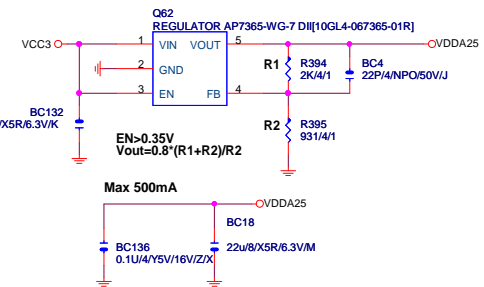 Q62
REGULATOR AP7365-WG-7 DII[10GL4-067365-01R]
VCC3
1 VIN VOUT 5
VDDA25
2 GND
3 EN FB 4
R1 R394
2K/4/1
BC4
22P/4/NPO/50V/J
BC132
/X5R/6.3V/K
R2 R395
931/4/1
EN>0.35V
Vout=0.8*(R1+R2)/R2
Max 500mA
VDDA25
BC18
BC136
22u/8/X5R/6.3V/M
0.1U/4/Y5V/16V/Z/X